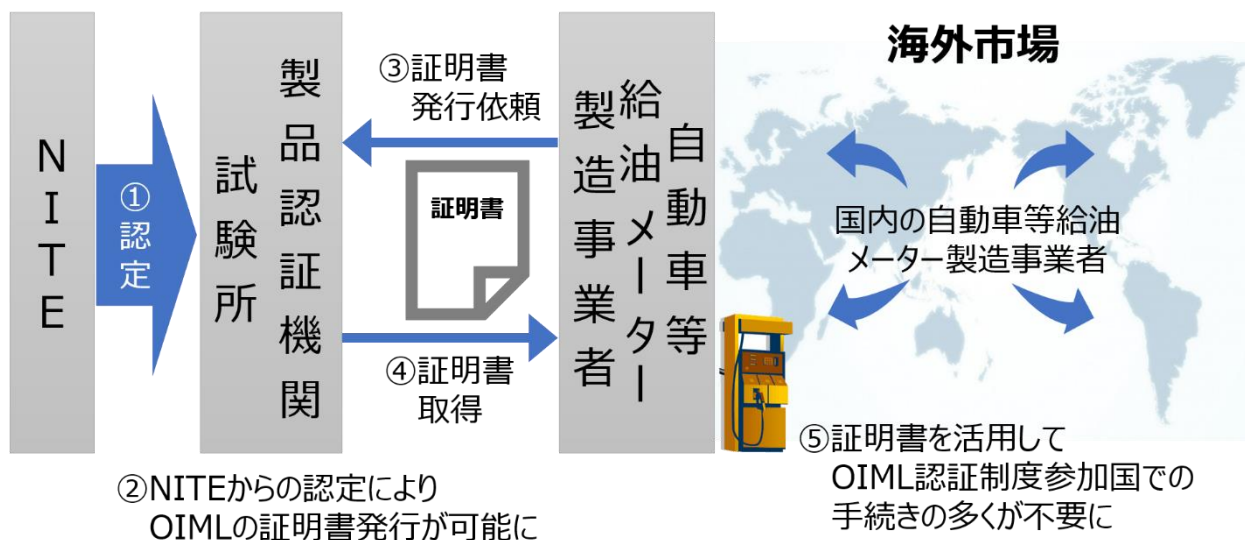 NITE
①認定
製品認証機関
試験所
③証明書
発行依頼
証明書
④証明書
取得
自動車等
給油メーター
製造事業者
海外市場
国内の自動車等給油
メーター製造事業者
②NITEからの認定により
OIMLの証明書発行が可能に
⑤証明書を活用して
OIML認証制度参加国での
手続きの多くが不要に